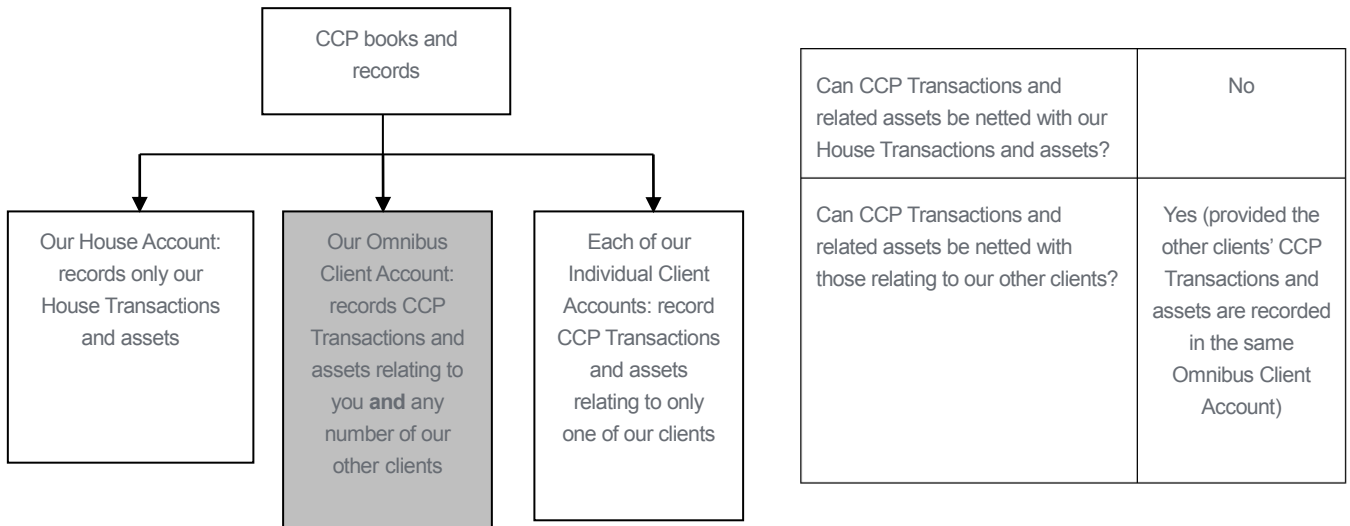 CCP books and
records
Our House Account:
records only our
House Transactions
and assets
Our Omnibus
Client Account:
records CCP
Transactions and
assets relating to
you and any
number of our
other clients
Each of our
Individual Client
Accounts: record
CCP Transactions
and assets
relating to only
one of our clients
Can CCP Transactions and
related assets be netted with our
House Transactions and assets?
No
Can CCP Transactions and
related assets be netted with
those relating to our other clients?
Yes (provided the
other clients’ CCP
Transactions and
assets are recorded
in the same
Omnibus Client
Account)